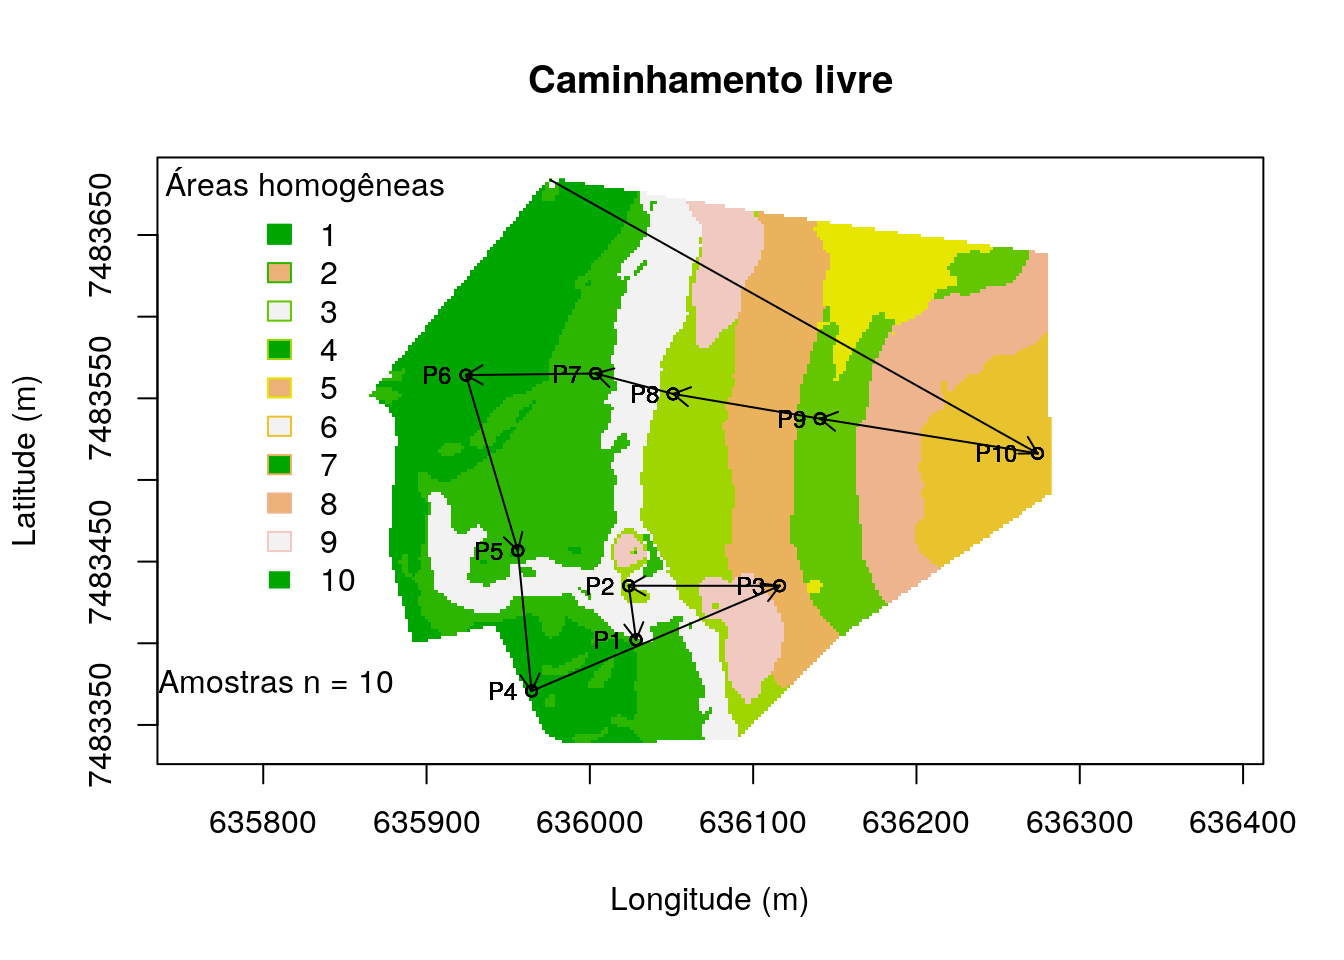 Caminhamento livre
Áreas homogêneas
1
2
3
4
5
6
7
8
9
10
Amostras n = 10
P6
P7
P8
P9
P10
P5
P2
P3
P1
P4
7483350
7483450
7483550
7483650
Latitude (m)
635800
635900
636000
636100
636200
636300
636400
Longitude (m)